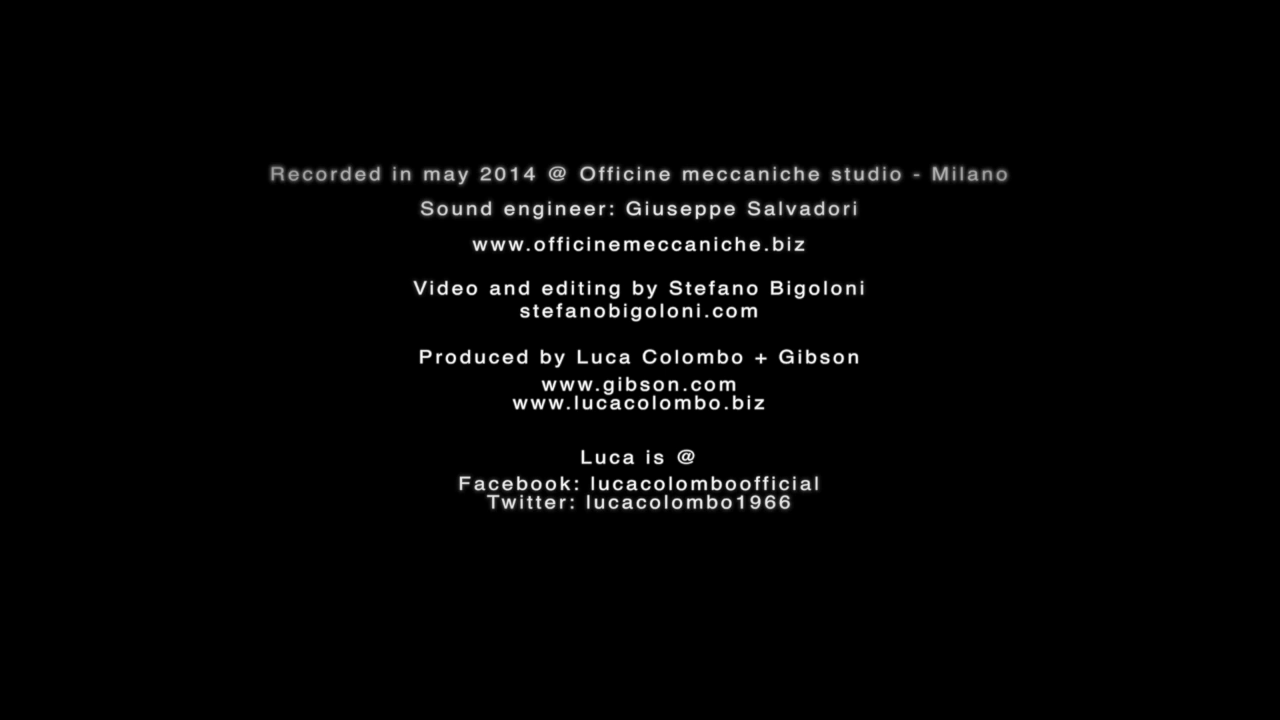 Recorded in may 2014 @ Officine meccaniche studio - Milano
Sound engineer: Giuseppe Salvadori
www.officinemeccaniche.biz
Video and editing by Stefano Bigoloni
stefanobigoloni.com
Produced by Luca Colombo + Gibson
www.gibson.com
www.lucacolombo.biz
Luca is @
Facebook: lucacolomboofficial
Twitter: lucacolombo1966